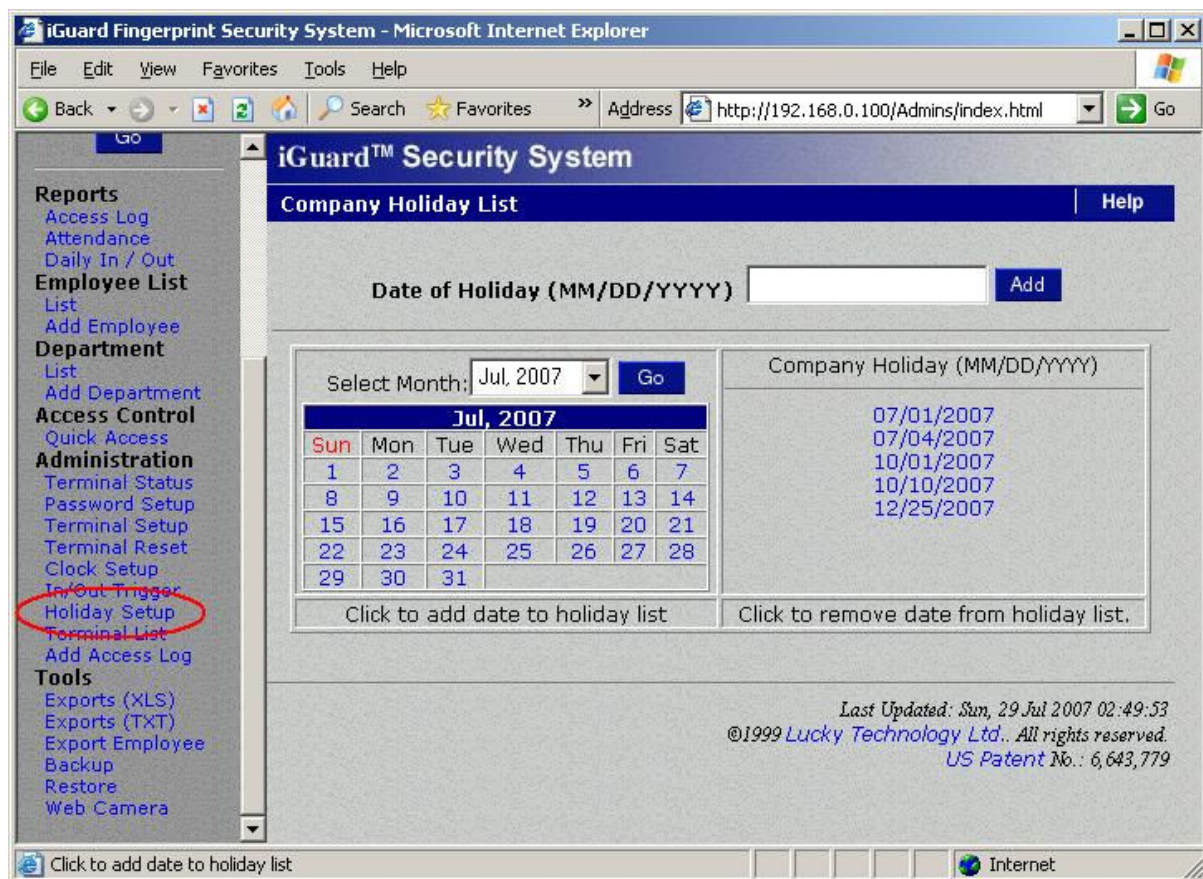 iGuard Fingerprint Security System - Microsoft Internet Explorer
File Edit View Favorites Tools Help
Back Search Favorites » Address http://192.168.0.100/Admins/index.html Go
Go
Reports
Access Log
Attendance
Daily In / Out
Employee List
List
Add Employee
Department
List
Add Department
Access Control
Quick Access
Administration
Terminal Status
Password Setup
Terminal Setup
Terminal Reset
Clock Setup
In/Out Trigger
Holiday Setup
Terminal List
Add Access Log
Tools
Exports (XLS)
Exports (TXT)
Export Employee
Backup
Restore
Web Camera
iGuard™ Security System
Company Holiday List Help
Date of Holiday (MM/DD/YYYY) Add
Select Month: Jul, 2007 Go
Jul, 2007
Sun Mon Tue Wed Thu Fri Sat
1 2 3 4 5 6 7
8 9 10 11 12 13 14
15 16 17 18 19 20 21
22 23 24 25 26 27 28
29 30 31
Click to add date to holiday list
Company Holiday (MM/DD/YYYY)
07/01/2007
07/04/2007
10/01/2007
10/10/2007
12/25/2007
Click to remove date from holiday list.
Last Updated: Sun, 29 Jul 2007 02:49:53
©1999 Lucky Technology Ltd.. All rights reserved.
US Patent No.: 6,643,779
Click to add date to holiday list Internet